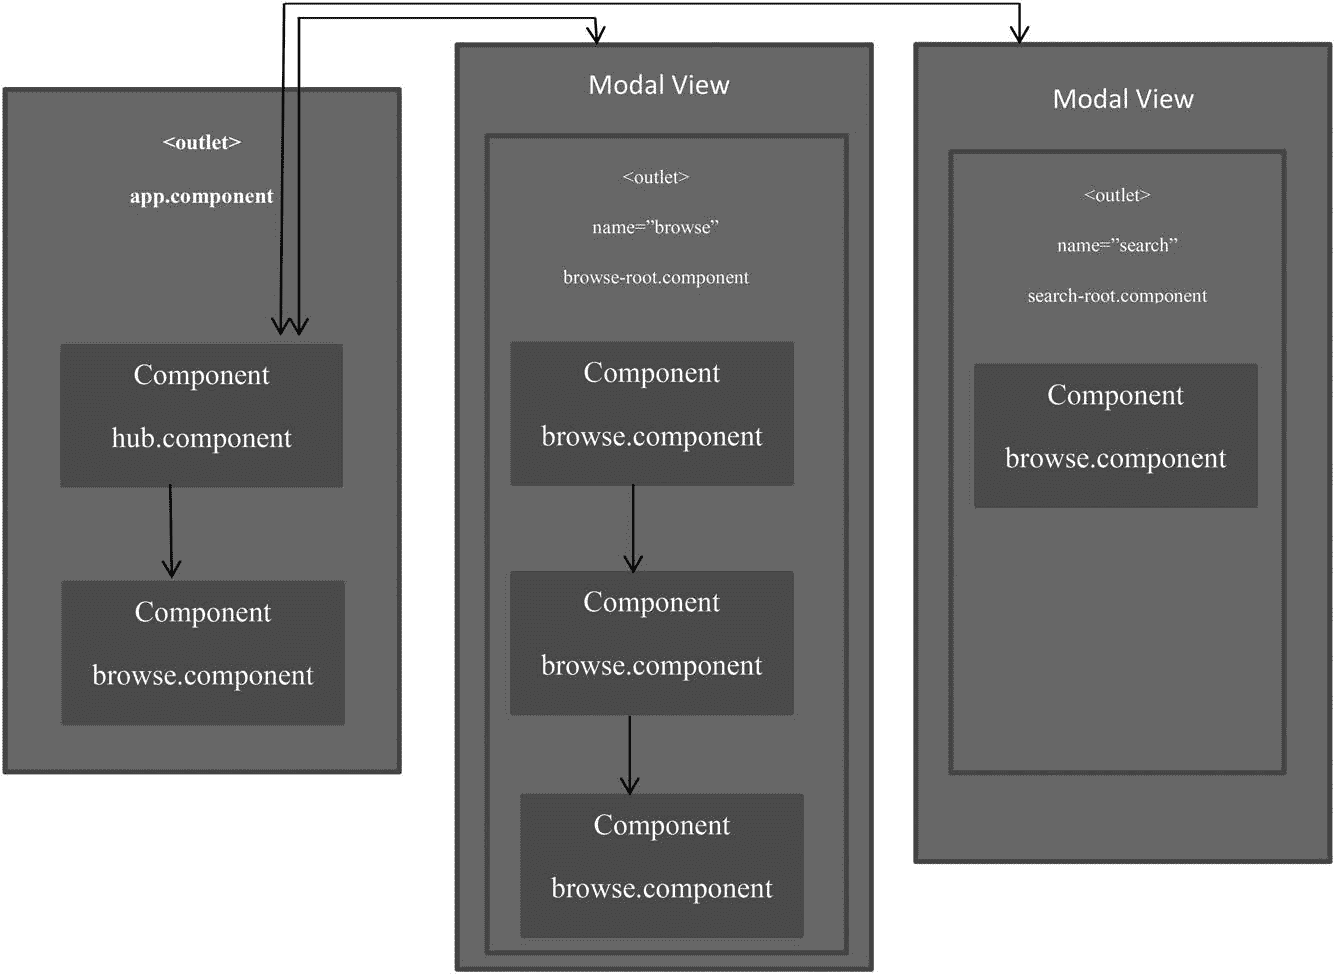 <outlet>
app.component
Component
hub.component
Component
browse.component
Modal View
<outlet>
name=”browse”
browse-root.component
Component
browse.component
Component
browse.component
Component
browse.component
Modal View
<outlet>
name=”search”
search-root.component
Component
browse.component